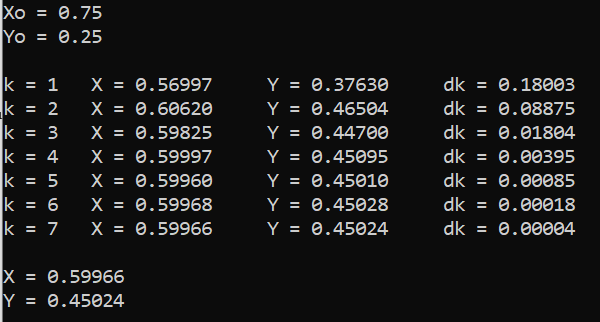 Xo = 0.75
Yo = 0.25
k = 1 X = 0.56997 Y = 0.37630 dk = 0.18003
k = 2 X = 0.60620 Y = 0.46504 dk = 0.08875
k = 3 X = 0.59825 Y = 0.44700 dk = 0.01804
k = 4 X = 0.59997 Y = 0.45095 dk = 0.00395
k = 5 X = 0.59960 Y = 0.45010 dk = 0.00085
k = 6 X = 0.59968 Y = 0.45028 dk = 0.00018
k = 7 X = 0.59966 Y = 0.45024 dk = 0.00004
X = 0.59966
Y = 0.45024